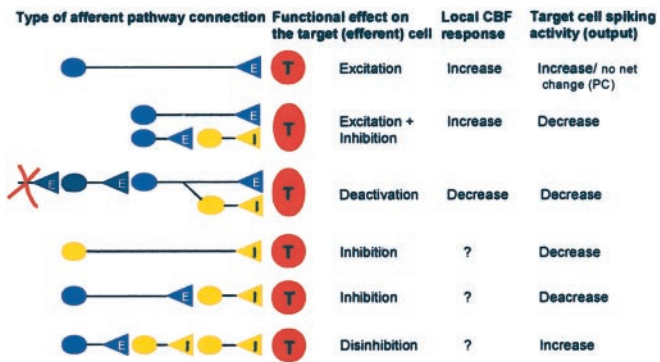 Type of afferent pathway connection Functional effect on the target (efferent) cell Local CBF response Target cell spiking activity (output)
E T Excitation Increase Increase/ no net change (PC)
E
E I T Excitation + Inhibition Increase Decrease
E E E
I T Deactivation Decrease Decrease
I T Inhibition ? Decrease
E I T Inhibition ? Deacrease
E I I T Disinhibition ? Increase